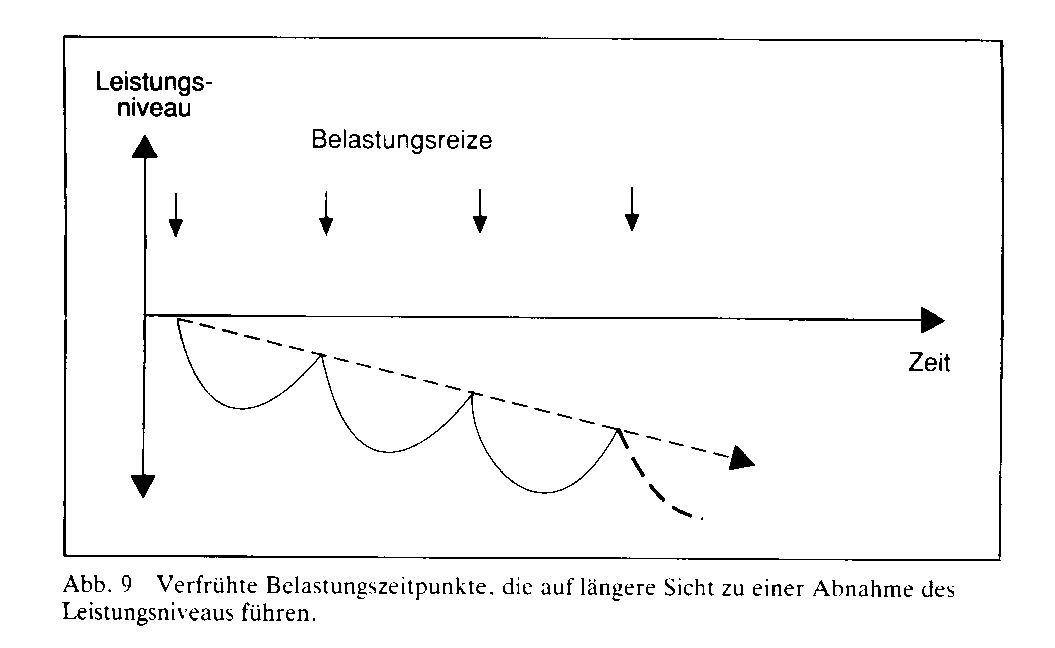 Leistungs-
niveau
Belastungsreize
Zeit
Abb. 9 Verfrühte Belastungszeitpunkte, die auf längere Sicht zu einer Abnahme des
Leistungsniveaus führen.